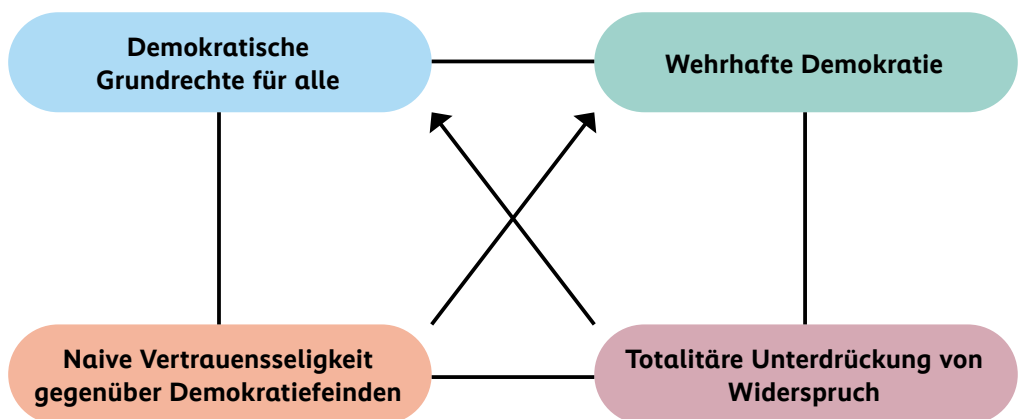 Demokratische
Grundrechte für alle
Wehrhafte Demokratie
Naive Vertrauensseligkeit
gegenüber Demokratiefeinden
Totalitäre Unterdrückung von
Widerspruch